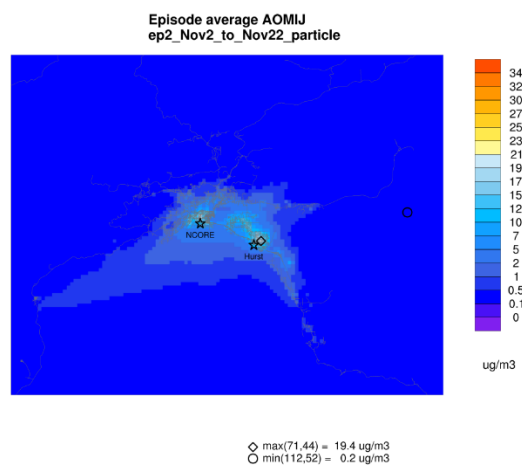 Episode average AOMIJ
ep2_Nov2_to_Nov22_particle
34
32
30
27
25
23
21
19
17
15
12
10
7
5
2
1
0.5
0.1
0
NCORE
Hurst
ug/m3
max(71,44) = 19.4 ug/m3
min(112,52) = 0.2 ug/m3